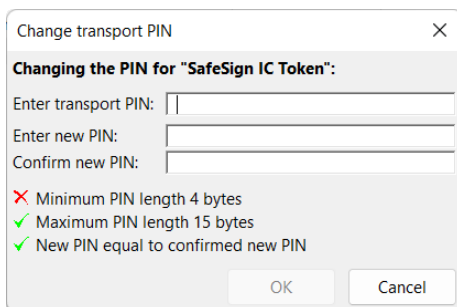 Change transport PIN
Changing the PIN for "SafeSign IC Token":
Enter transport PIN:
Enter new PIN:
Confirm new PIN:
Minimum PIN length 4 bytes
Maximum PIN length 15 bytes
New PIN equal to confirmed new PIN
OK Cancel